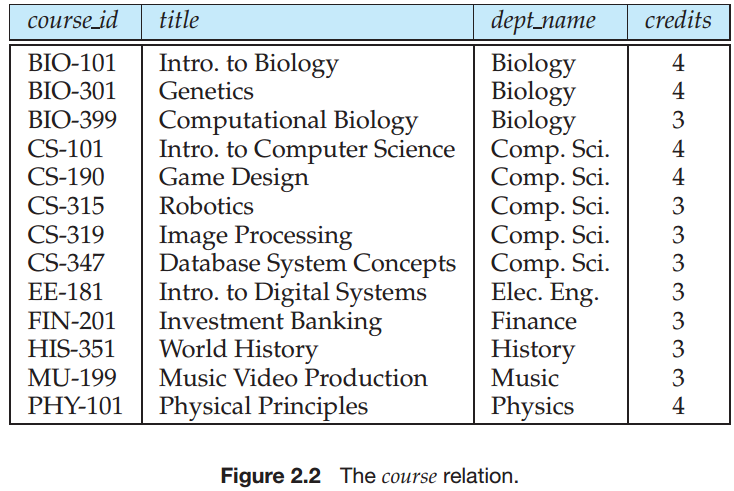 course_id title dept_name credits
BIO-101 Intro. to Biology Biology 4
BIO-301 Genetics Biology 4
BIO-399 Computational Biology Biology 3
CS-101 Intro. to Computer Science Comp. Sci. 4
CS-190 Game Design Comp. Sci. 4
CS-315 Robotics Comp. Sci. 3
CS-319 Image Processing Comp. Sci. 3
CS-347 Database System Concepts Comp. Sci. 3
EE-181 Intro. to Digital Systems Elec. Eng. 3
FIN-201 Investment Banking Finance 3
HIS-351 World History History 3
MU-199 Music Video Production Music 3
PHY-101 Physical Principles Physics 4
Figure 2.2 The course relation.